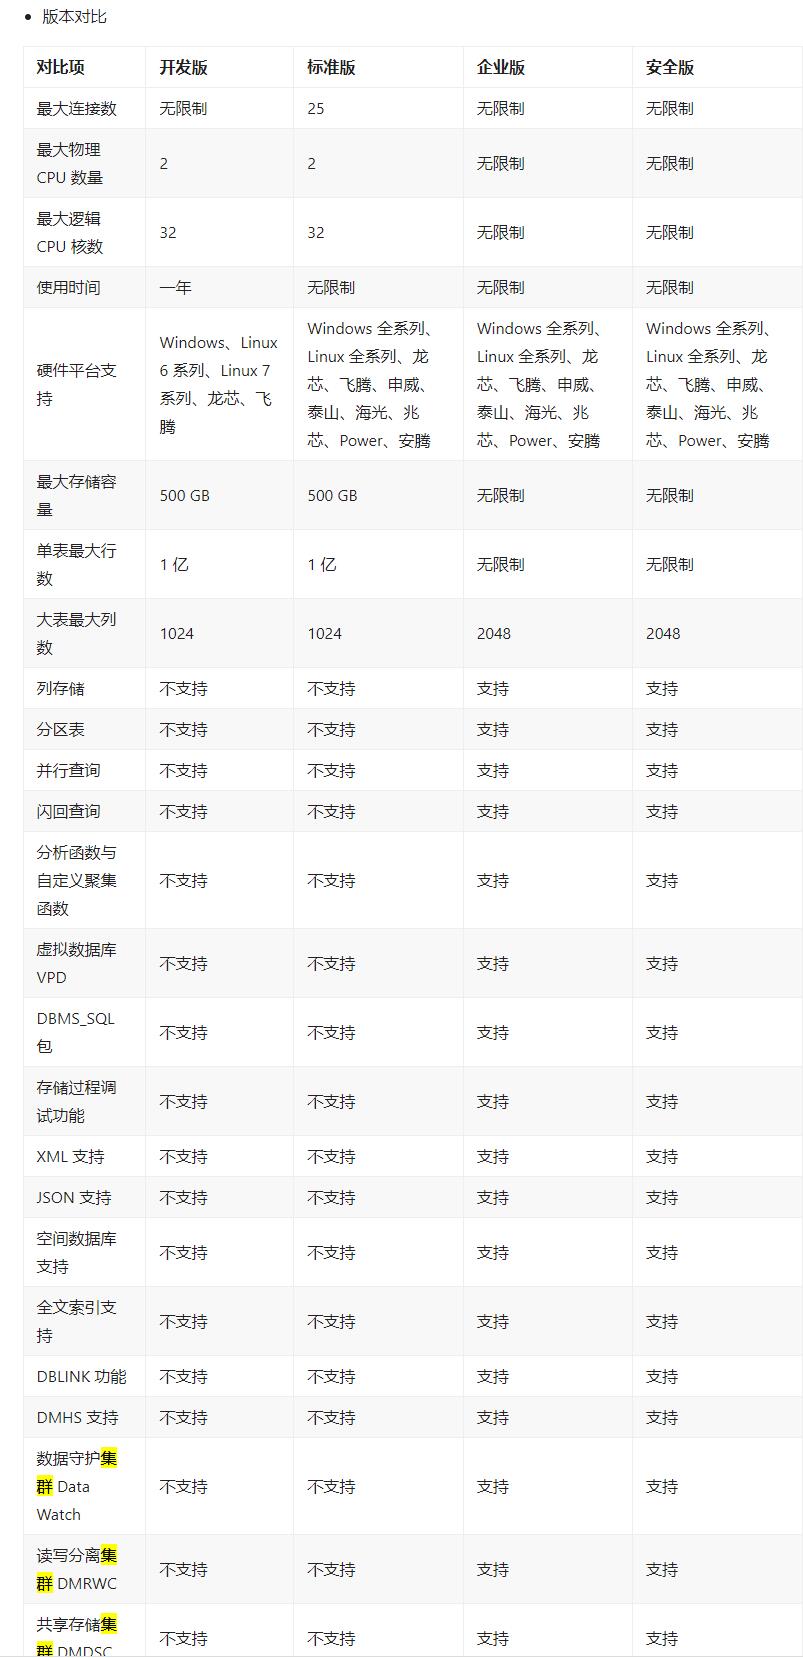 版本对比
对比项 开发版 标准版 企业版 安全版
最大连接数 无限制 25 无限制 无限制
最大物理
CPU 数量 2 2 无限制 无限制
最大逻辑
CPU 核数 32 32 无限制 无限制
使用时间 一年 无限制 无限制 无限制
硬件平台支
持
Windows、Linux
6 系列、Linux 7
系列、龙芯、飞
腾
Windows 全系列、
Linux 全系列、龙
芯、飞腾、申威、
泰山、海光、兆
芯、Power、安腾
Windows 全系列、
Linux 全系列、龙
芯、飞腾、申威、
泰山、海光、兆
芯、Power、安腾
Windows 全系列、
Linux 全系列、龙
芯、飞腾、申威、
泰山、海光、兆
芯、Power、安腾
最大存储容
量 500 GB 500 GB 无限制 无限制
单表最大行
数 1 亿 1 亿 无限制 无限制
大表最大列
数 1024 1024 2048 2048
列存储 不支持 不支持 支持 支持
分区表 不支持 不支持 支持 支持
并行查询 不支持 不支持 支持 支持
闪回查询 不支持 不支持 支持 支持
分析函数与
自定义聚集
函数 不支持 不支持 支持 支持
虚拟数据库
VPD 不支持 不支持 支持 支持
DBMS_SQL
包 不支持 不支持 支持 支持
存储过程调
试功能 不支持 不支持 支持 支持
XML 支持 不支持 不支持 支持 支持
JSON 支持 不支持 不支持 支持 支持
空间数据库
支持 不支持 不支持 支持 支持
全文索引支
持 不支持 不支持 支持 支持
DBLINK 功能 不支持 不支持 支持 支持
DMHS 支持 不支持 不支持 支持 支持
数据守护集
群 Data
Watch 不支持 不支持 支持 支持
读写分离集
群 DMRWC 不支持 不支持 支持 支持
共享存储集
群 DMDSC 不支持 不支持 支持 支持